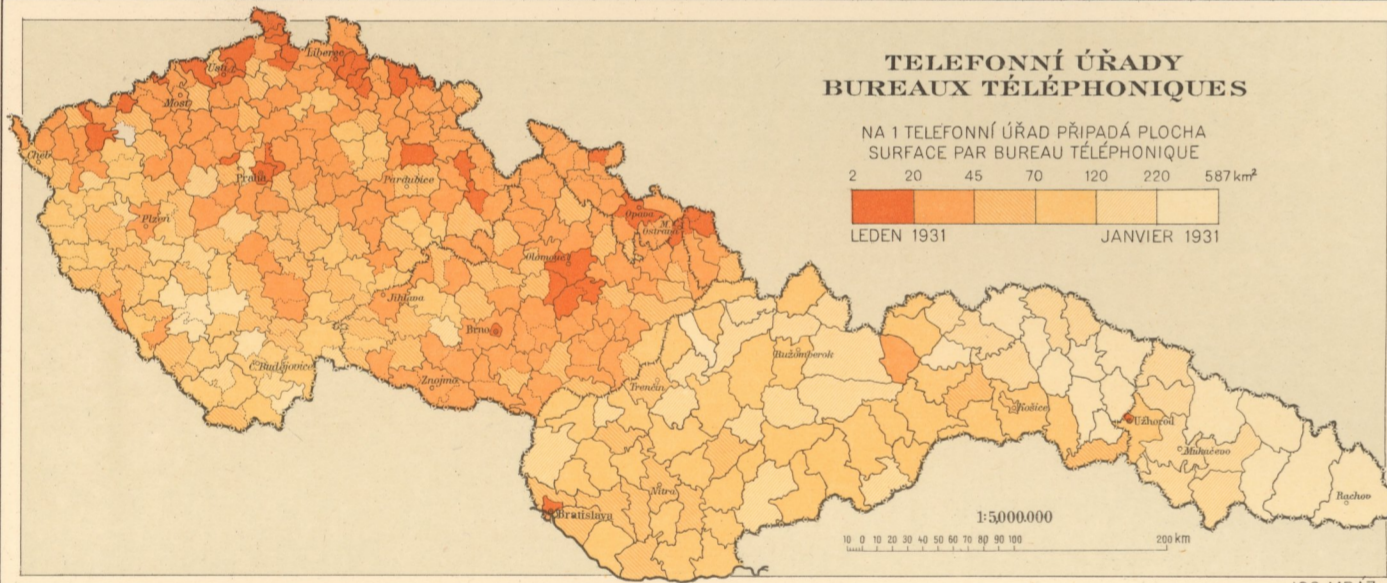 TELEFONNÍ ÚŘADY
BUREAUX TÉLÉPHONIQUES
NA 1 TELEFONNÍ ÚŘAD PŘIPADÁ PLOCHA
SURFACE PAR BUREAU TÉLÉPHONIQUE
2 20 45 70 120 220 587 km²
LEDEN 1931 JANVIER 1931
Liberec
Ústí
Most
Cheb
Praha
Pardubice
Plzeň
Opava
M. Ostrava
Olomouc
Jihlava
Brno
Č. Budějovice
Znojmo
Ružomberok
Trenčín
Košice
Užhorod
Mukačevo
Nitra
Rachov
Bratislava
1:5,000.000
10 0 10 20 30 40 50 60 70 80 90 100 200 km